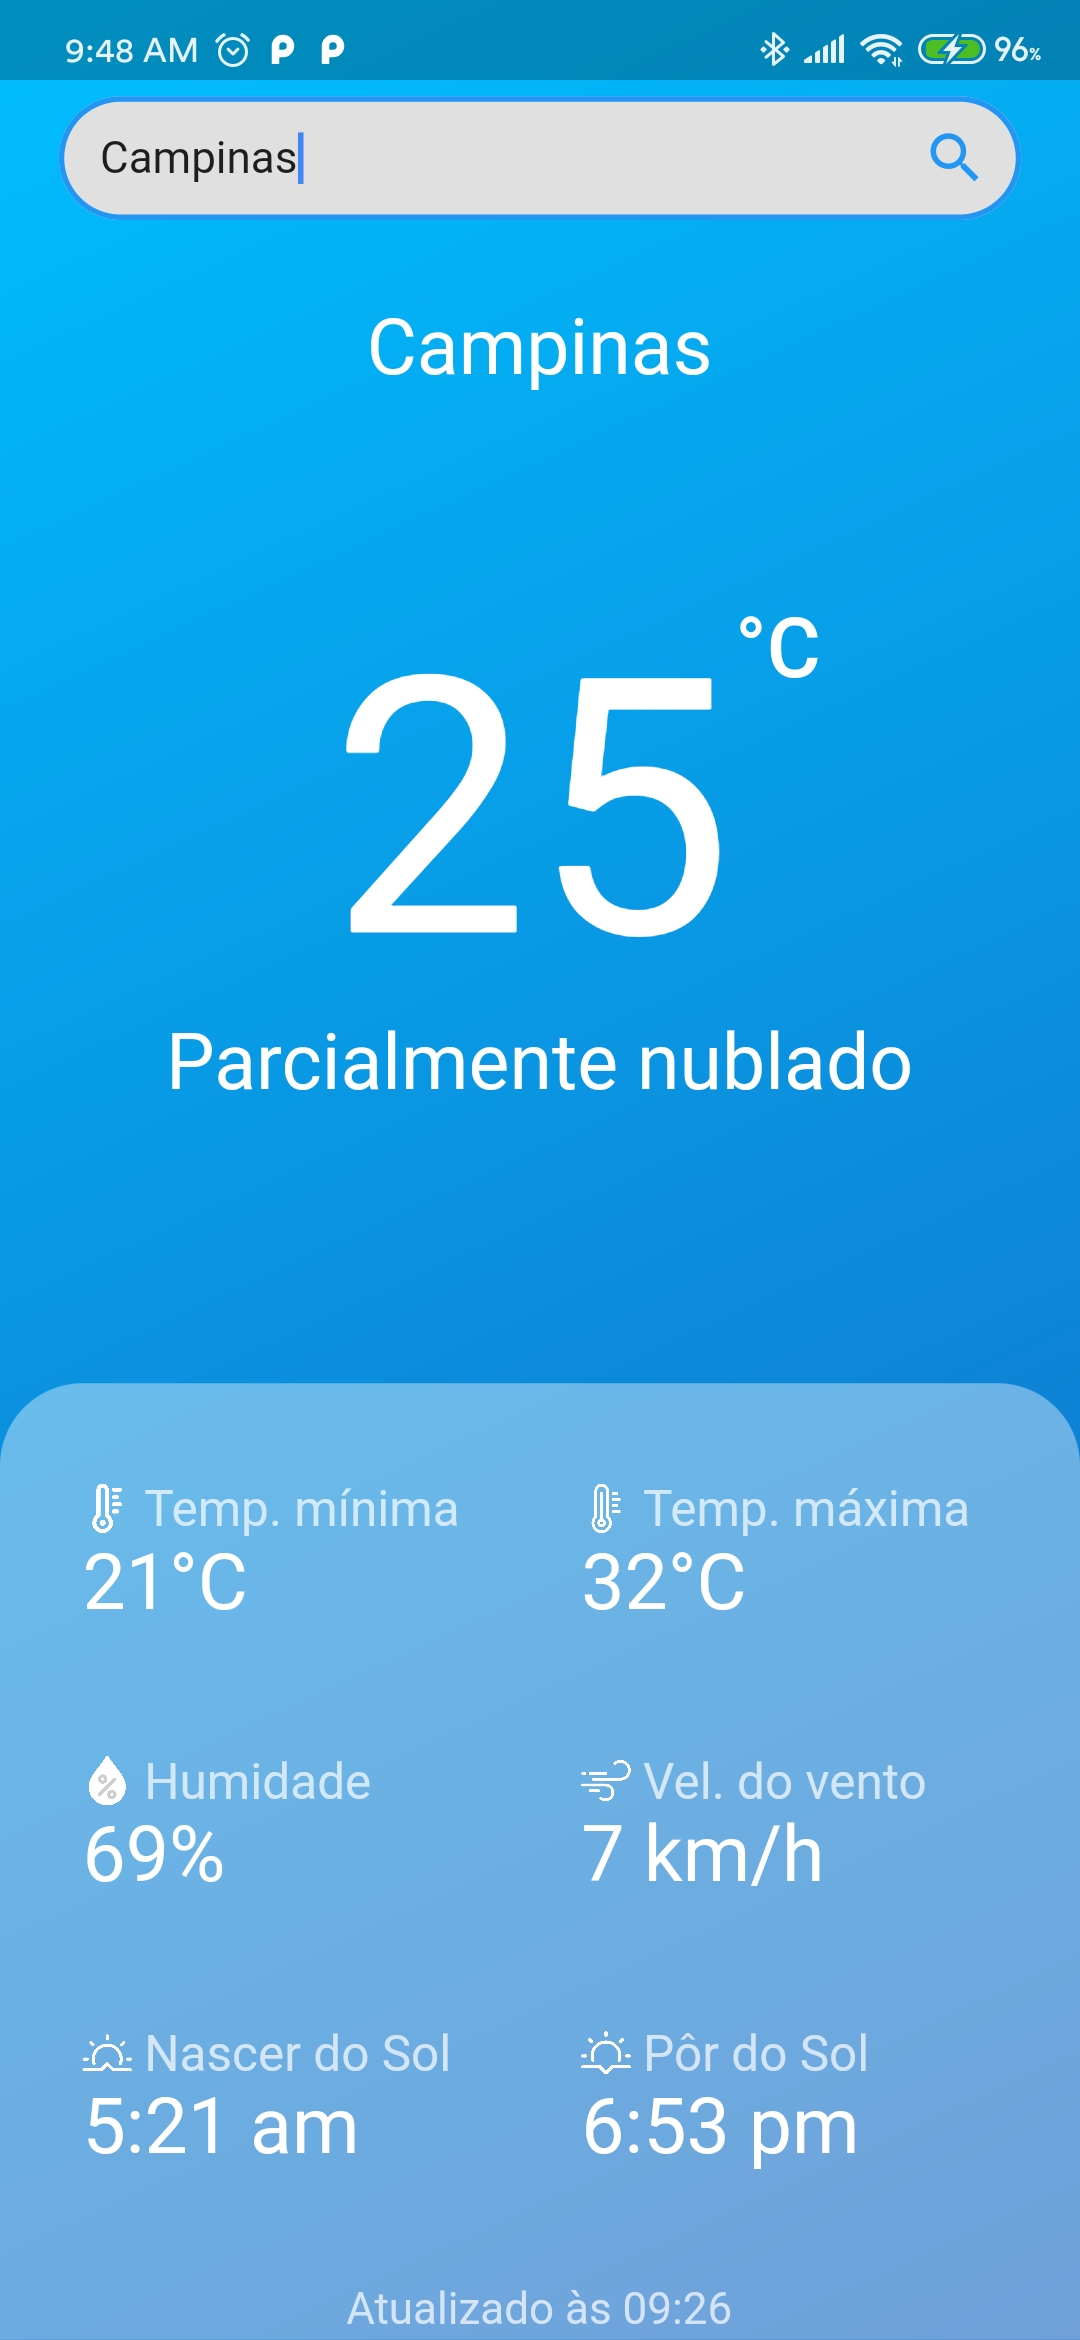 9:48 AM 96%
Campinas
Campinas
25 °C
Parcialmente nublado
Temp. mínima Temp. máxima
21°C 32°C
Humidade Vel. do vento
69% 7 km/h
Nascer do Sol Pôr do Sol
5:21 am 6:53 pm
Atualizado às 09:26